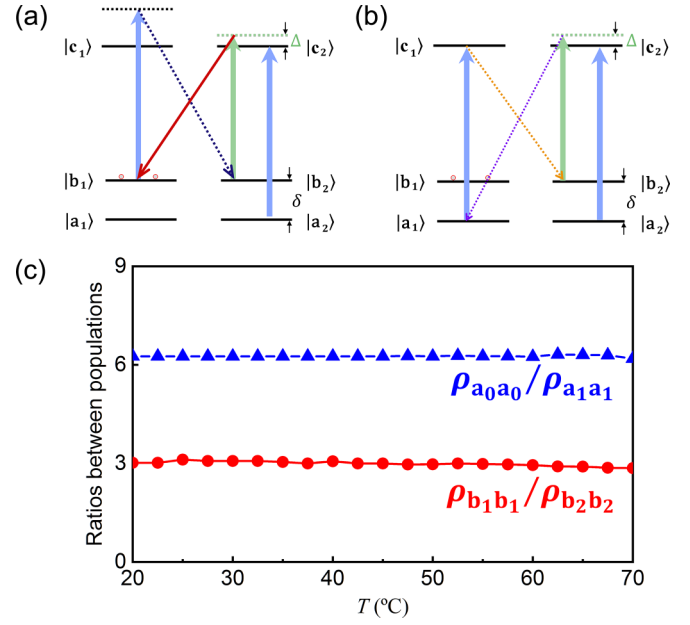 (a)
(b)
|c₁⟩ |c₂⟩ Δ
|c₁⟩ |c₂⟩ Δ
|b₁⟩ |b₂⟩
|b₁⟩ |b₂⟩
δ
δ
|a₁⟩ |a₂⟩
|a₁⟩ |a₂⟩
(c)
Ratios between populations
9
6
3
0
ρa₀a₀/ρa₁a₁
ρb₁b₁/ρb₂b₂
20 30 40 50 60 70
T (ºC)